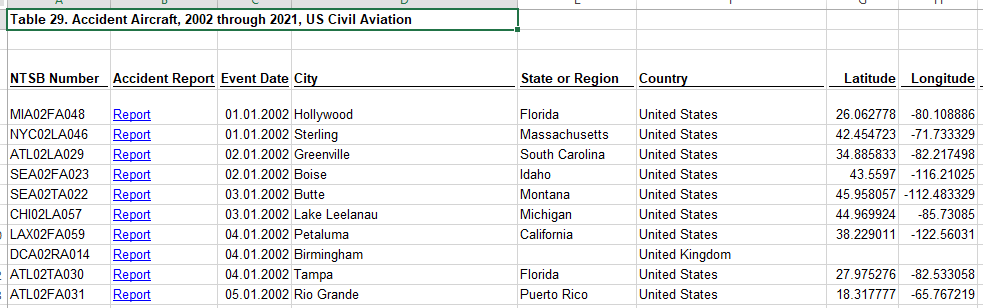 Table 29. Accident Aircraft, 2002 through 2021, US Civil Aviation
NTSB Number Accident Report Event Date City State or Region Country Latitude Longitude
MIA02FA048 Report 01.01.2002 Hollywood Florida United States 26.062778 -80.108886
NYC02LA046 Report 01.01.2002 Sterling Massachusetts United States 42.454723 -71.733329
ATL02LA029 Report 02.01.2002 Greenville South Carolina United States 34.885833 -82.217498
SEA02FA023 Report 02.01.2002 Boise Idaho United States 43.5597 -116.21025
SEA02TA022 Report 03.01.2002 Butte Montana United States 45.958057 -112.483329
CHI02LA057 Report 03.01.2002 Lake Leelanau Michigan United States 44.969924 -85.73085
LAX02FA059 Report 04.01.2002 Petaluma California United States 38.229011 -122.56031
DCA02RA014 Report 04.01.2002 Birmingham United Kingdom
ATL02TA030 Report 04.01.2002 Tampa Florida United States 27.975276 -82.533058
ATL02FA031 Report 05.01.2002 Rio Grande Puerto Rico United States 18.317777 -65.767219